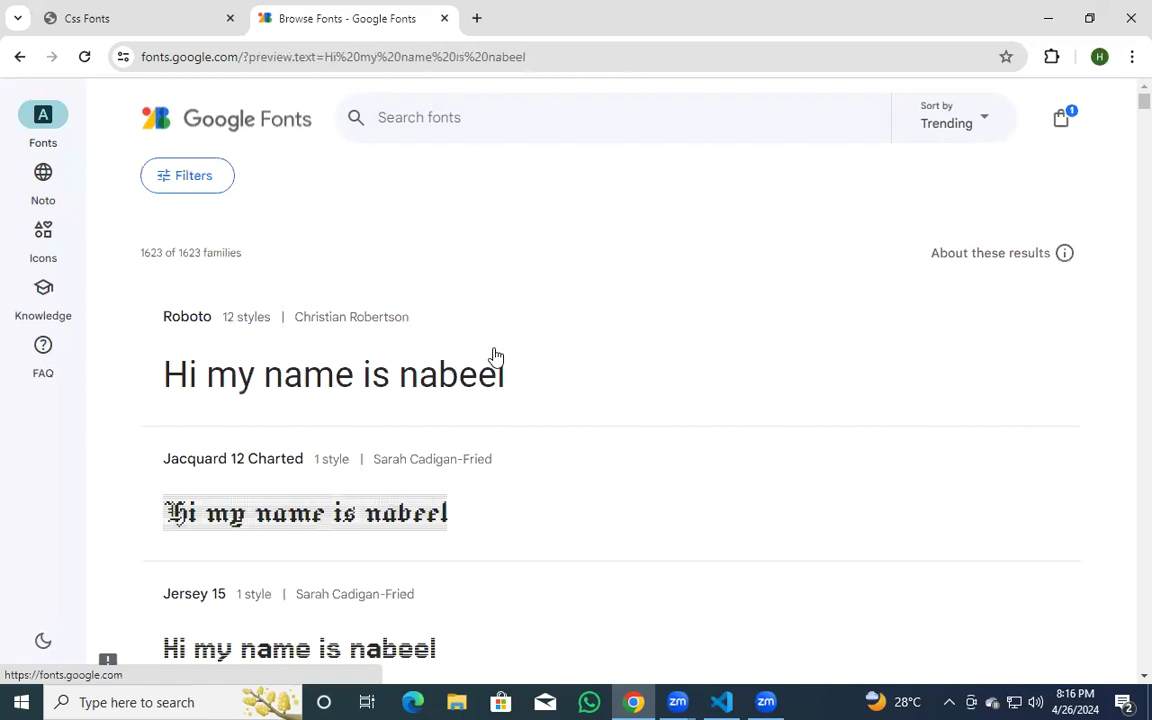 Css Fonts
Browse Fonts - Google Fonts
fonts.google.com/?preview.text=Hi%20my%20name%20is%20nabeel
H
A
Fonts
Noto
Icons
Knowledge
FAQ
Google Fonts
Search fonts
Sort by
Trending
1
Filters
1623 of 1623 families
About these results
Roboto 12 styles | Christian Robertson
Hi my name is nabeel
Jacquard 12 Charted 1 style | Sarah Cadigan-Fried
Hi my name is nabeel
Jersey 15 1 style | Sarah Cadigan-Fried
Hi my name is nabeel
https://fonts.google.com
Type here to search
zm
zm
28°C
8:16 PM
4/26/2024
2